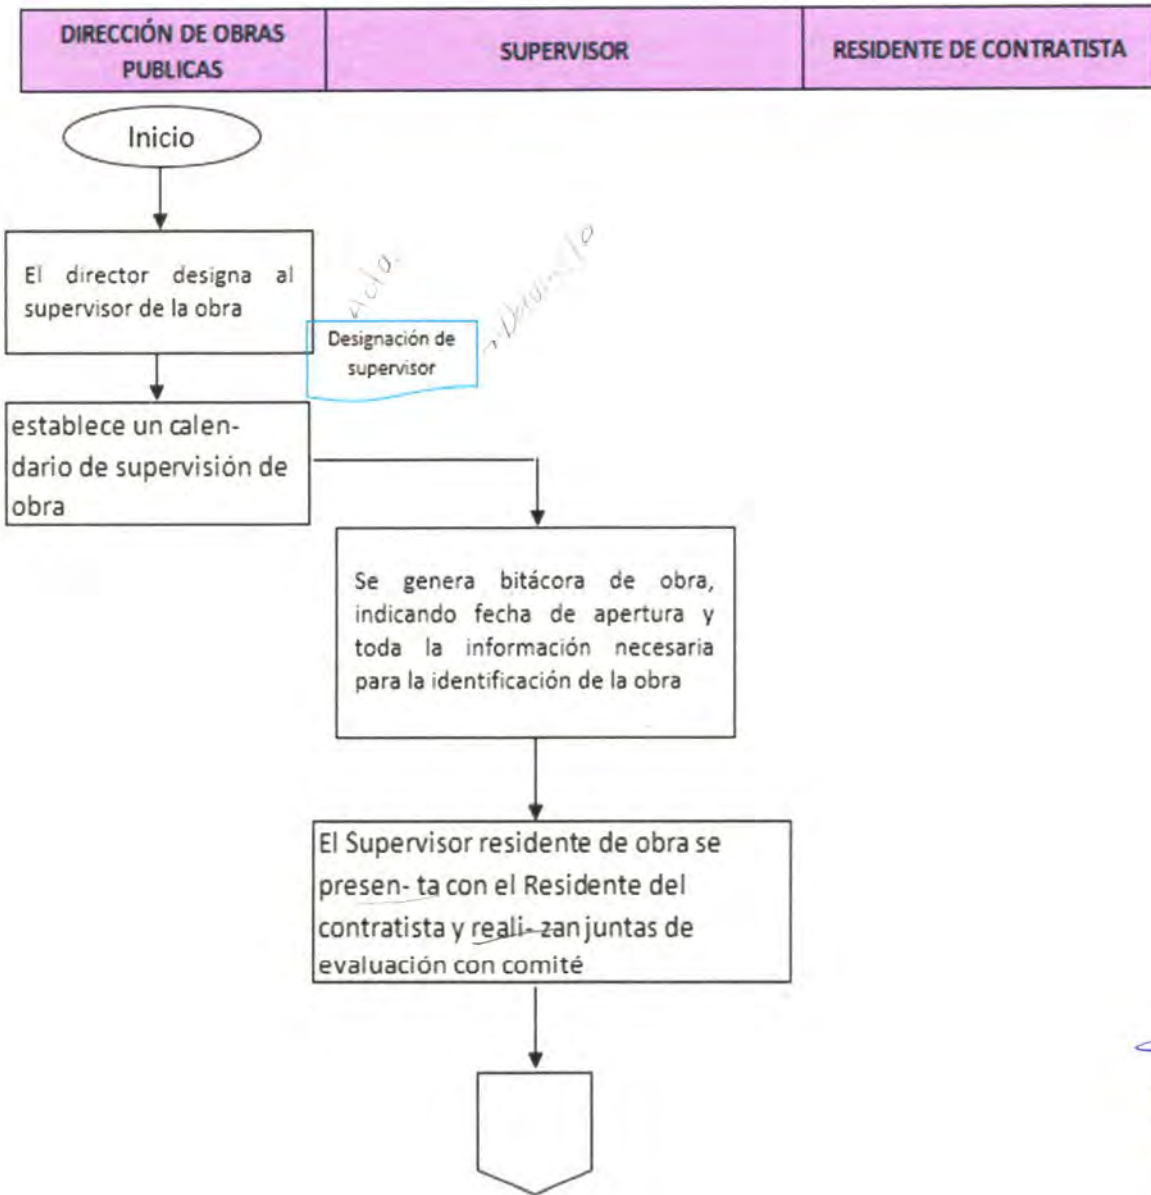 DIRECCIÓN DE OBRAS
PUBLICAS
SUPERVISOR
RESIDENTE DE CONTRATISTA
Inicio
El director designa al
supervisor de la obra
Designación de
supervisor
establece un calen-
dario de supervisión de
obra
Se genera bitácora de obra,
indicando fecha de apertura y
toda la información necesaria
para la identificación de la obra
El Supervisor residente de obra se
presen- ta con el Residente del
contratista y reali- zan juntas de
evaluación con comité